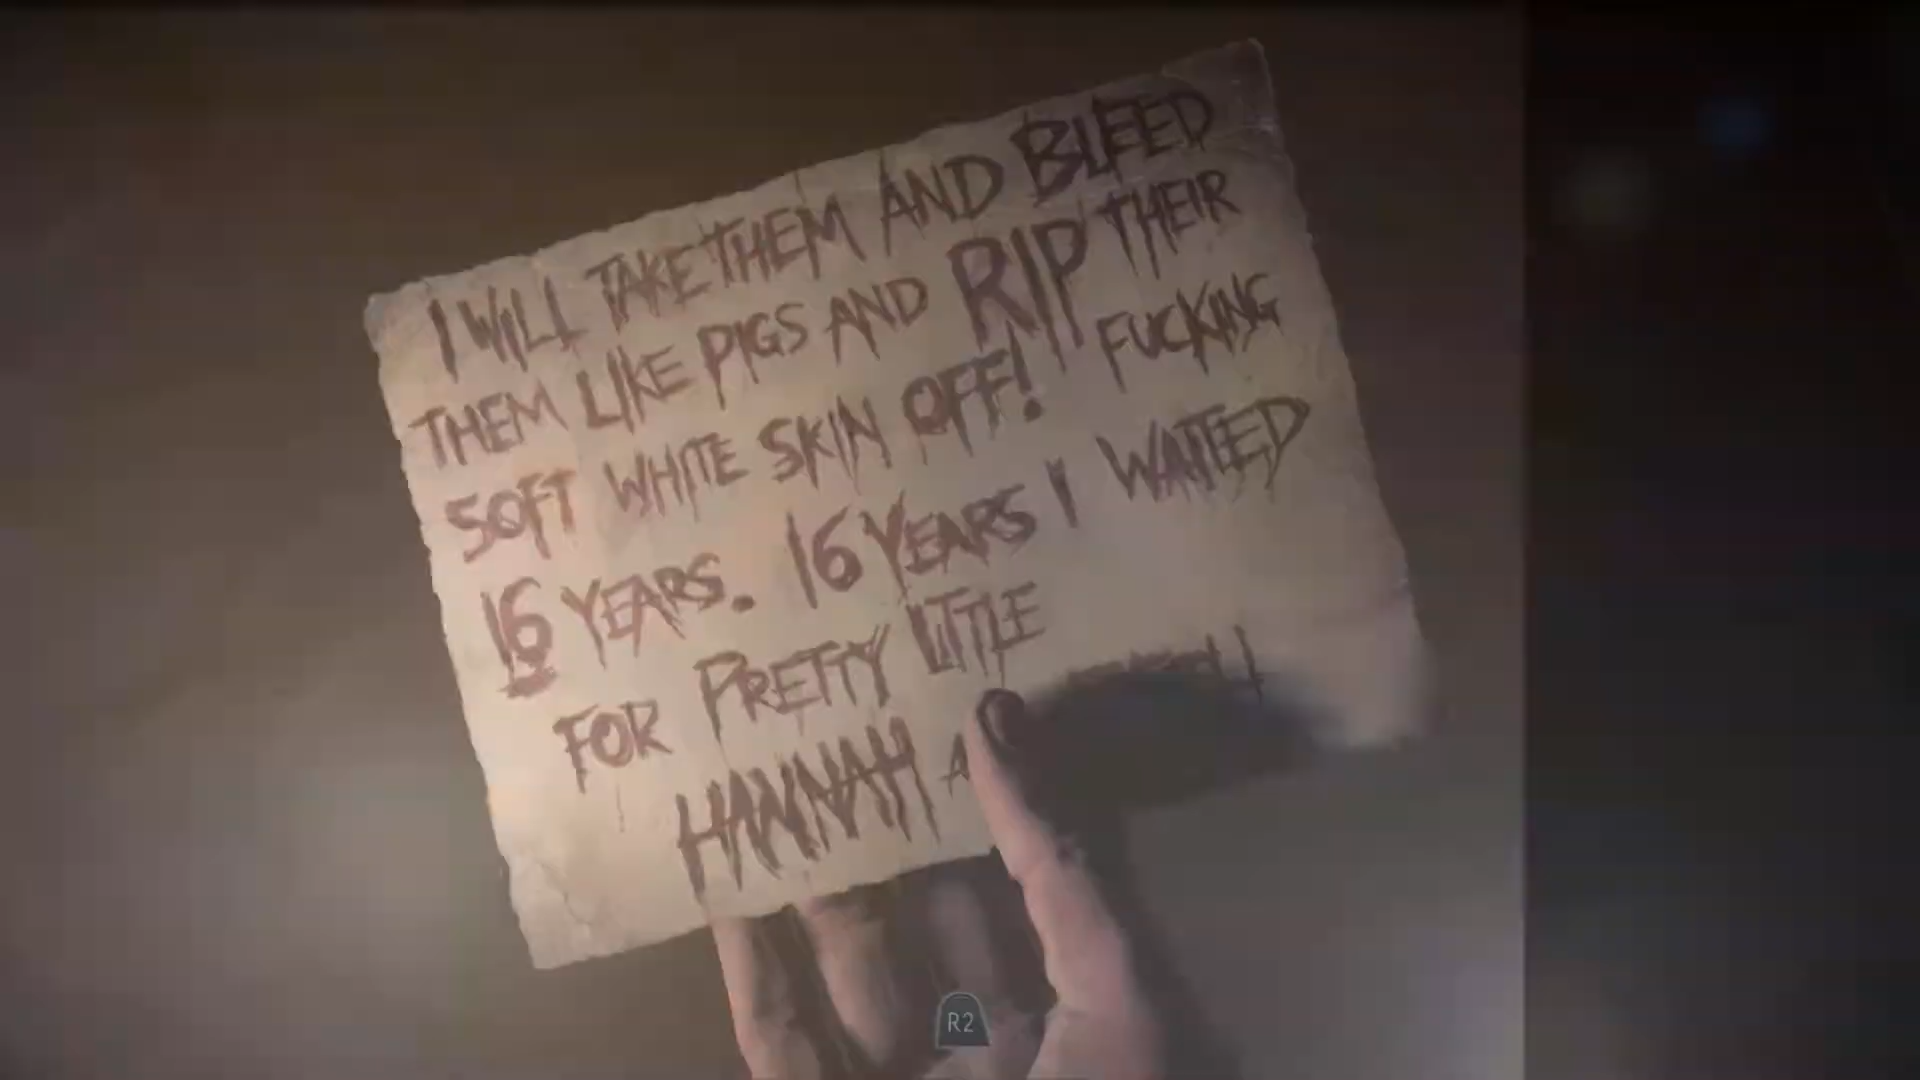 I WILL TAKE THEM AND BLEED
THEM LIKE PIGS AND RIP THEIR
SOFT WHITE SKIN OFF! FUCKING
16 YEARS. 16 YEARS I WAITED
FOR PRETTY LITTLE
HANNAH
R2